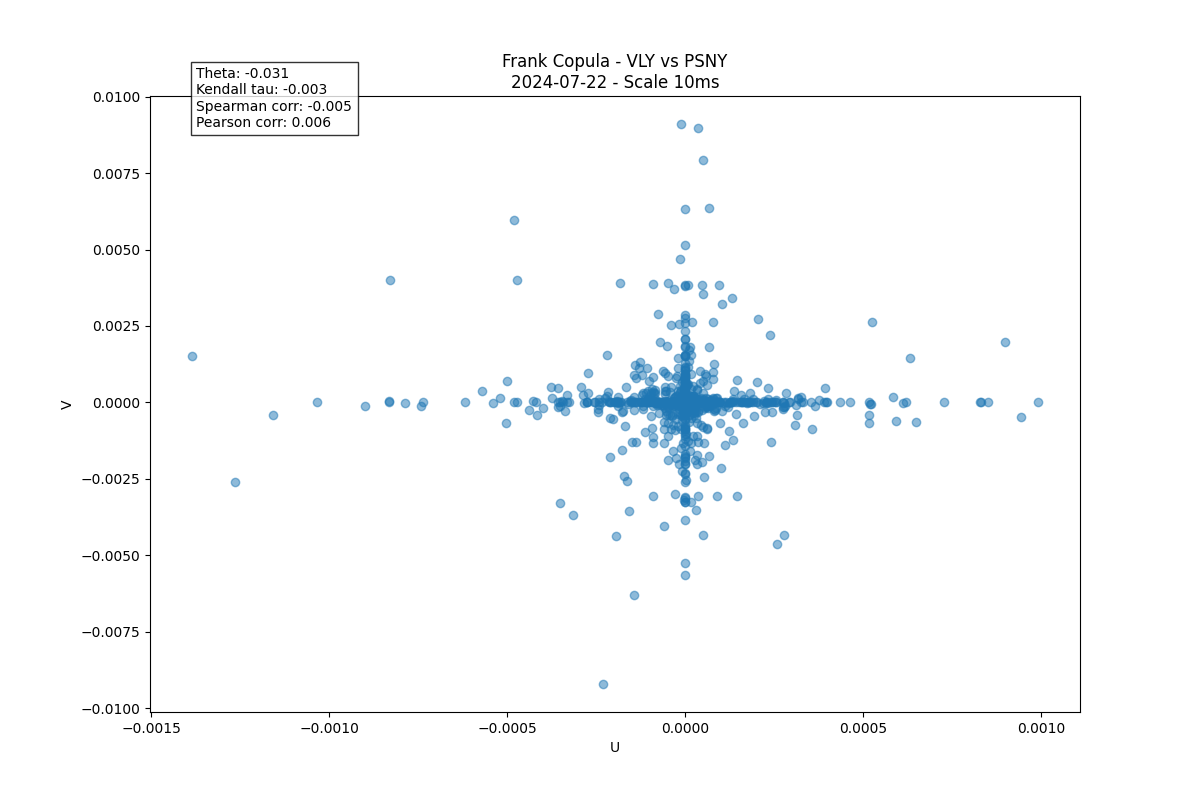 Frank Copula - VLY vs PSNY
2024-07-22 - Scale 10ms
Theta: -0.031
Kendall tau: -0.003
Spearman corr: -0.005
Pearson corr: 0.006
0.0100
0.0075
0.0050
0.0025
0.0000
−0.0025
−0.0050
−0.0075
−0.0100
V
−0.0015
−0.0010
−0.0005
0.0000
0.0005
0.0010
U